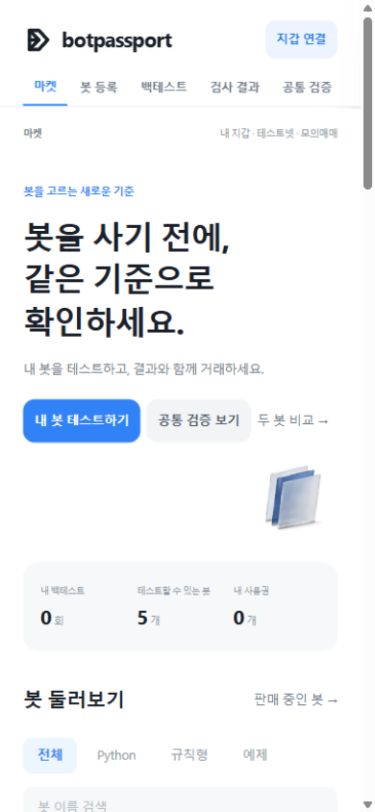 botpassport
지갑 연결
마켓 봇 등록 백테스트 검사 결과 공통 검증
마켓
내 지갑 · 테스트넷 · 모의매매
봇을 고르는 새로운 기준
봇을 사기 전에,
같은 기준으로
확인하세요.
내 봇을 테스트하고, 결과와 함께 거래하세요.
내 봇 테스트하기
공통 검증 보기
두 봇 비교 →
내 백테스트 테스트할 수 있는 봇 내 사용권
0회 5개 0개
봇 둘러보기
판매 중인 봇 →
전체 Python 규칙형 예제
봇 이름 검색